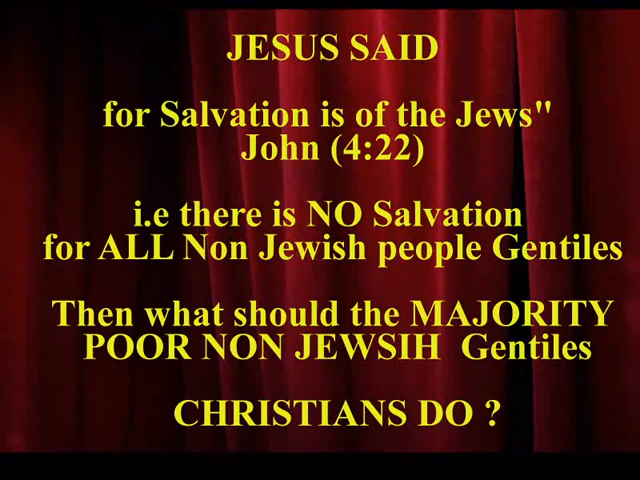 JESUS SAID
for Salvation is of the Jews"
John (4:22)
i.e there is NO Salvation
for ALL Non Jewish people Gentiles
Then what should the MAJORITY
POOR NON JEWSIH Gentiles
CHRISTIANS DO ?